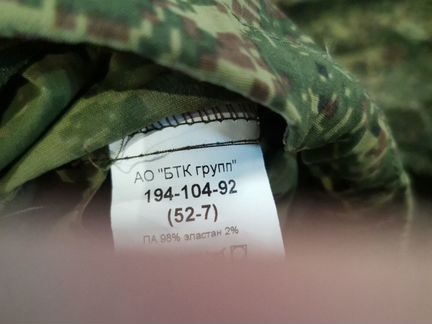 АО "БТК групп"
194-104-92
(52-7)
ПА 98% эластан 2%